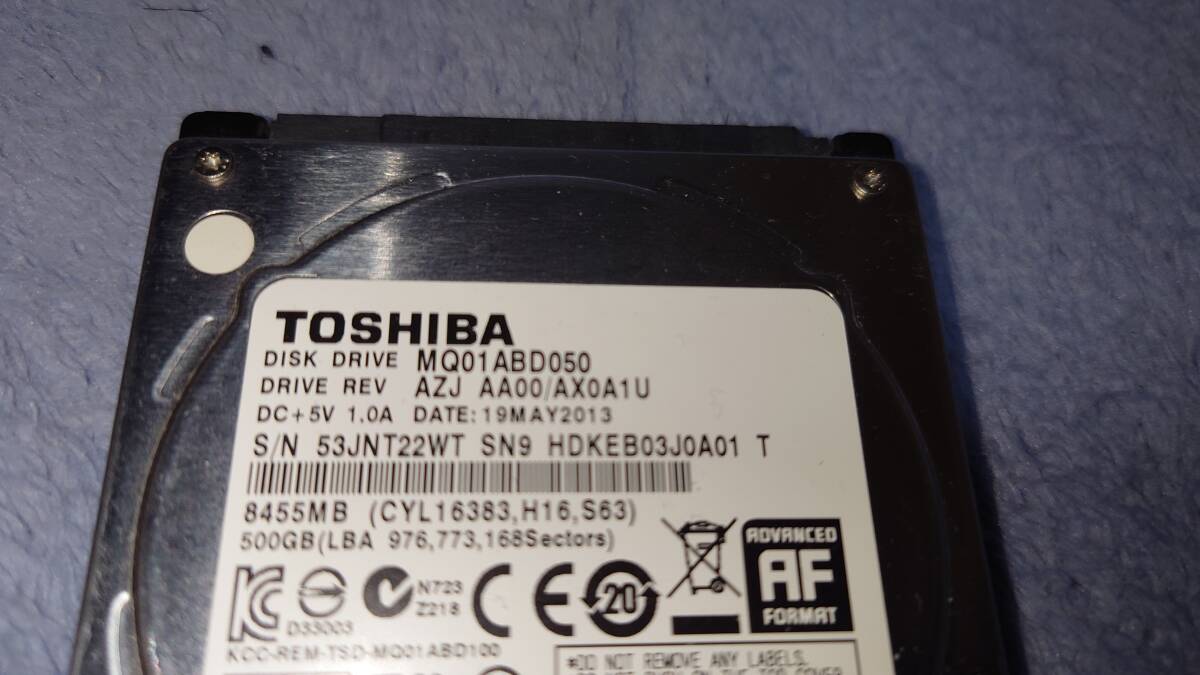 TOSHIBA
DISK DRIVE MQ01ABD050
DRIVE REV AZJ AA00/AX0A1U
DC+5V 1.0A DATE:19MAY2013
S/N 53JNT22WT SN9 HDKEB03J0A01 T
8455MB (CYL16383,H16,S63)
500GB(LBA 976,773,168Sectors)
ADVANCED
AF
FORMAT
N723
Z218
CE
20
D33003
KCC-REM-TSD-MQ01ABD100
*DO NOT REMOVE ANY LABELS.